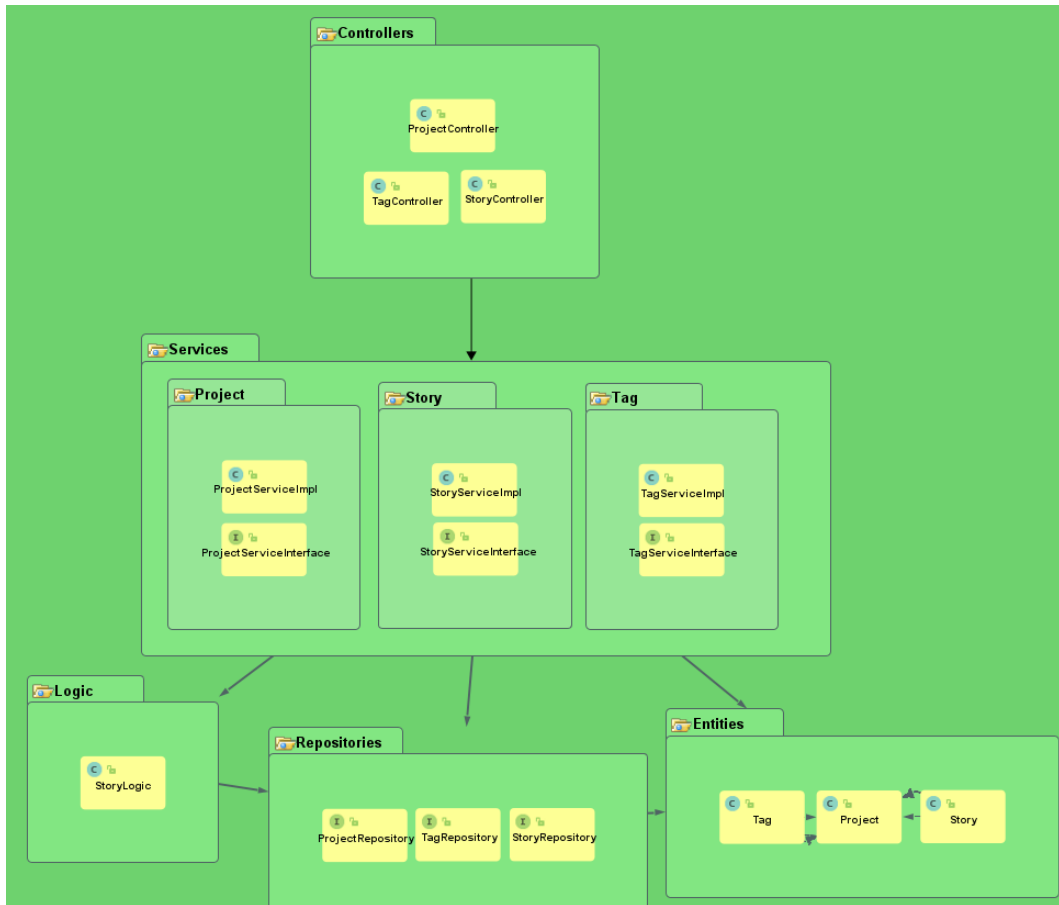 Controllers
C
ProjectController
C
TagController
C
StoryController
Services
Project
C
ProjectServiceImpl
I
ProjectServiceInterface
Story
C
StoryServiceImpl
I
StoryServiceInterface
Tag
C
TagServiceImpl
I
TagServiceInterface
Logic
C
StoryLogic
Repositories
I
ProjectRepository
I
TagRepository
I
StoryRepository
Entities
C
Tag
C
Project
C
Story